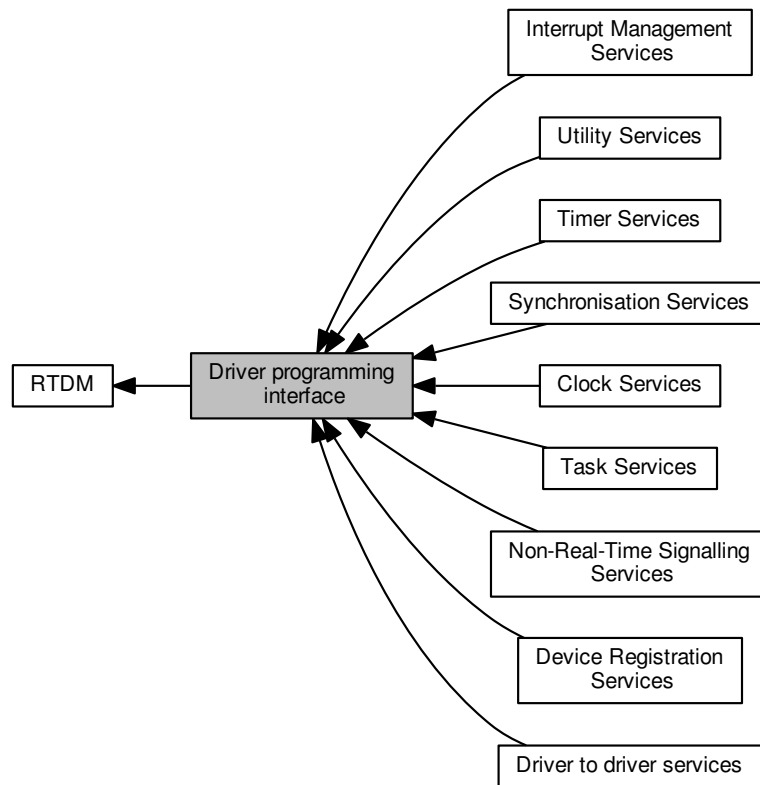 Interrupt Management
Services
Utility Services
Timer Services
Synchronisation Services
RTDM
Driver programming
interface
Clock Services
Task Services
Non-Real-Time Signalling
Services
Device Registration
Services
Driver to driver services